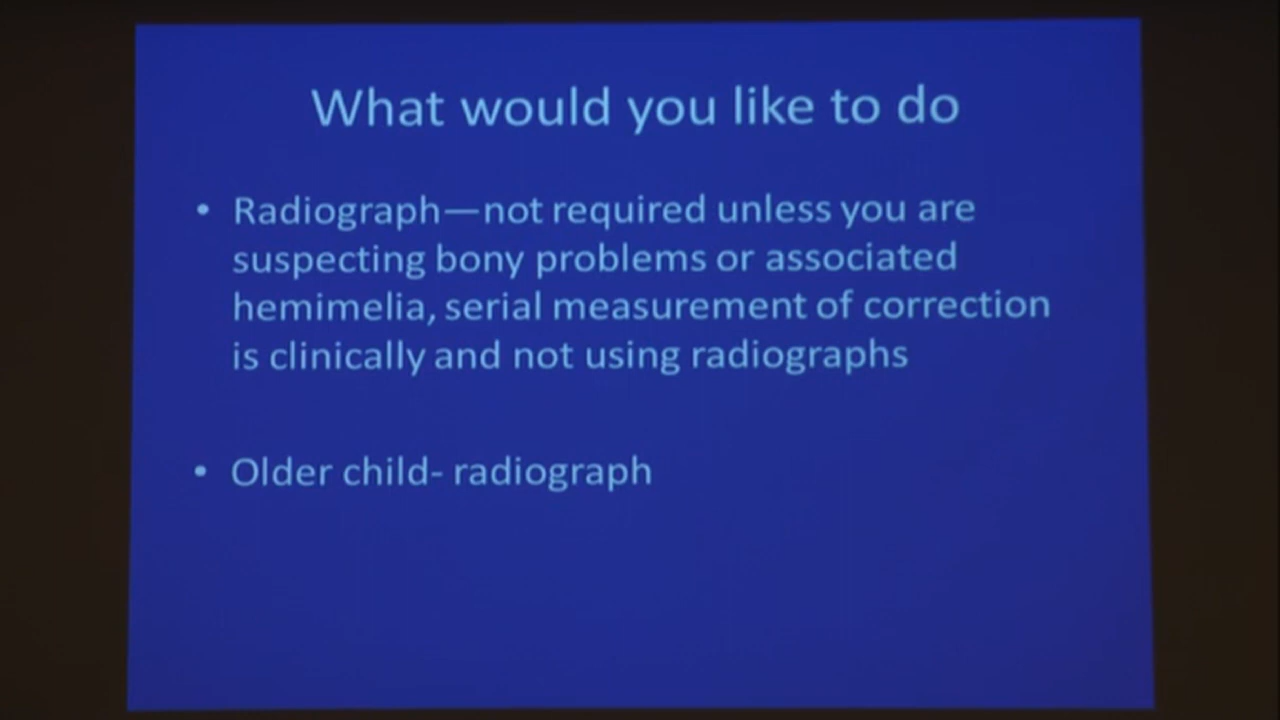 What would you like to do
• Radiograph—not required unless you are
suspecting bony problems or associated
hemimelia, serial measurement of correction
is clinically and not using radiographs
• Older child- radiograph